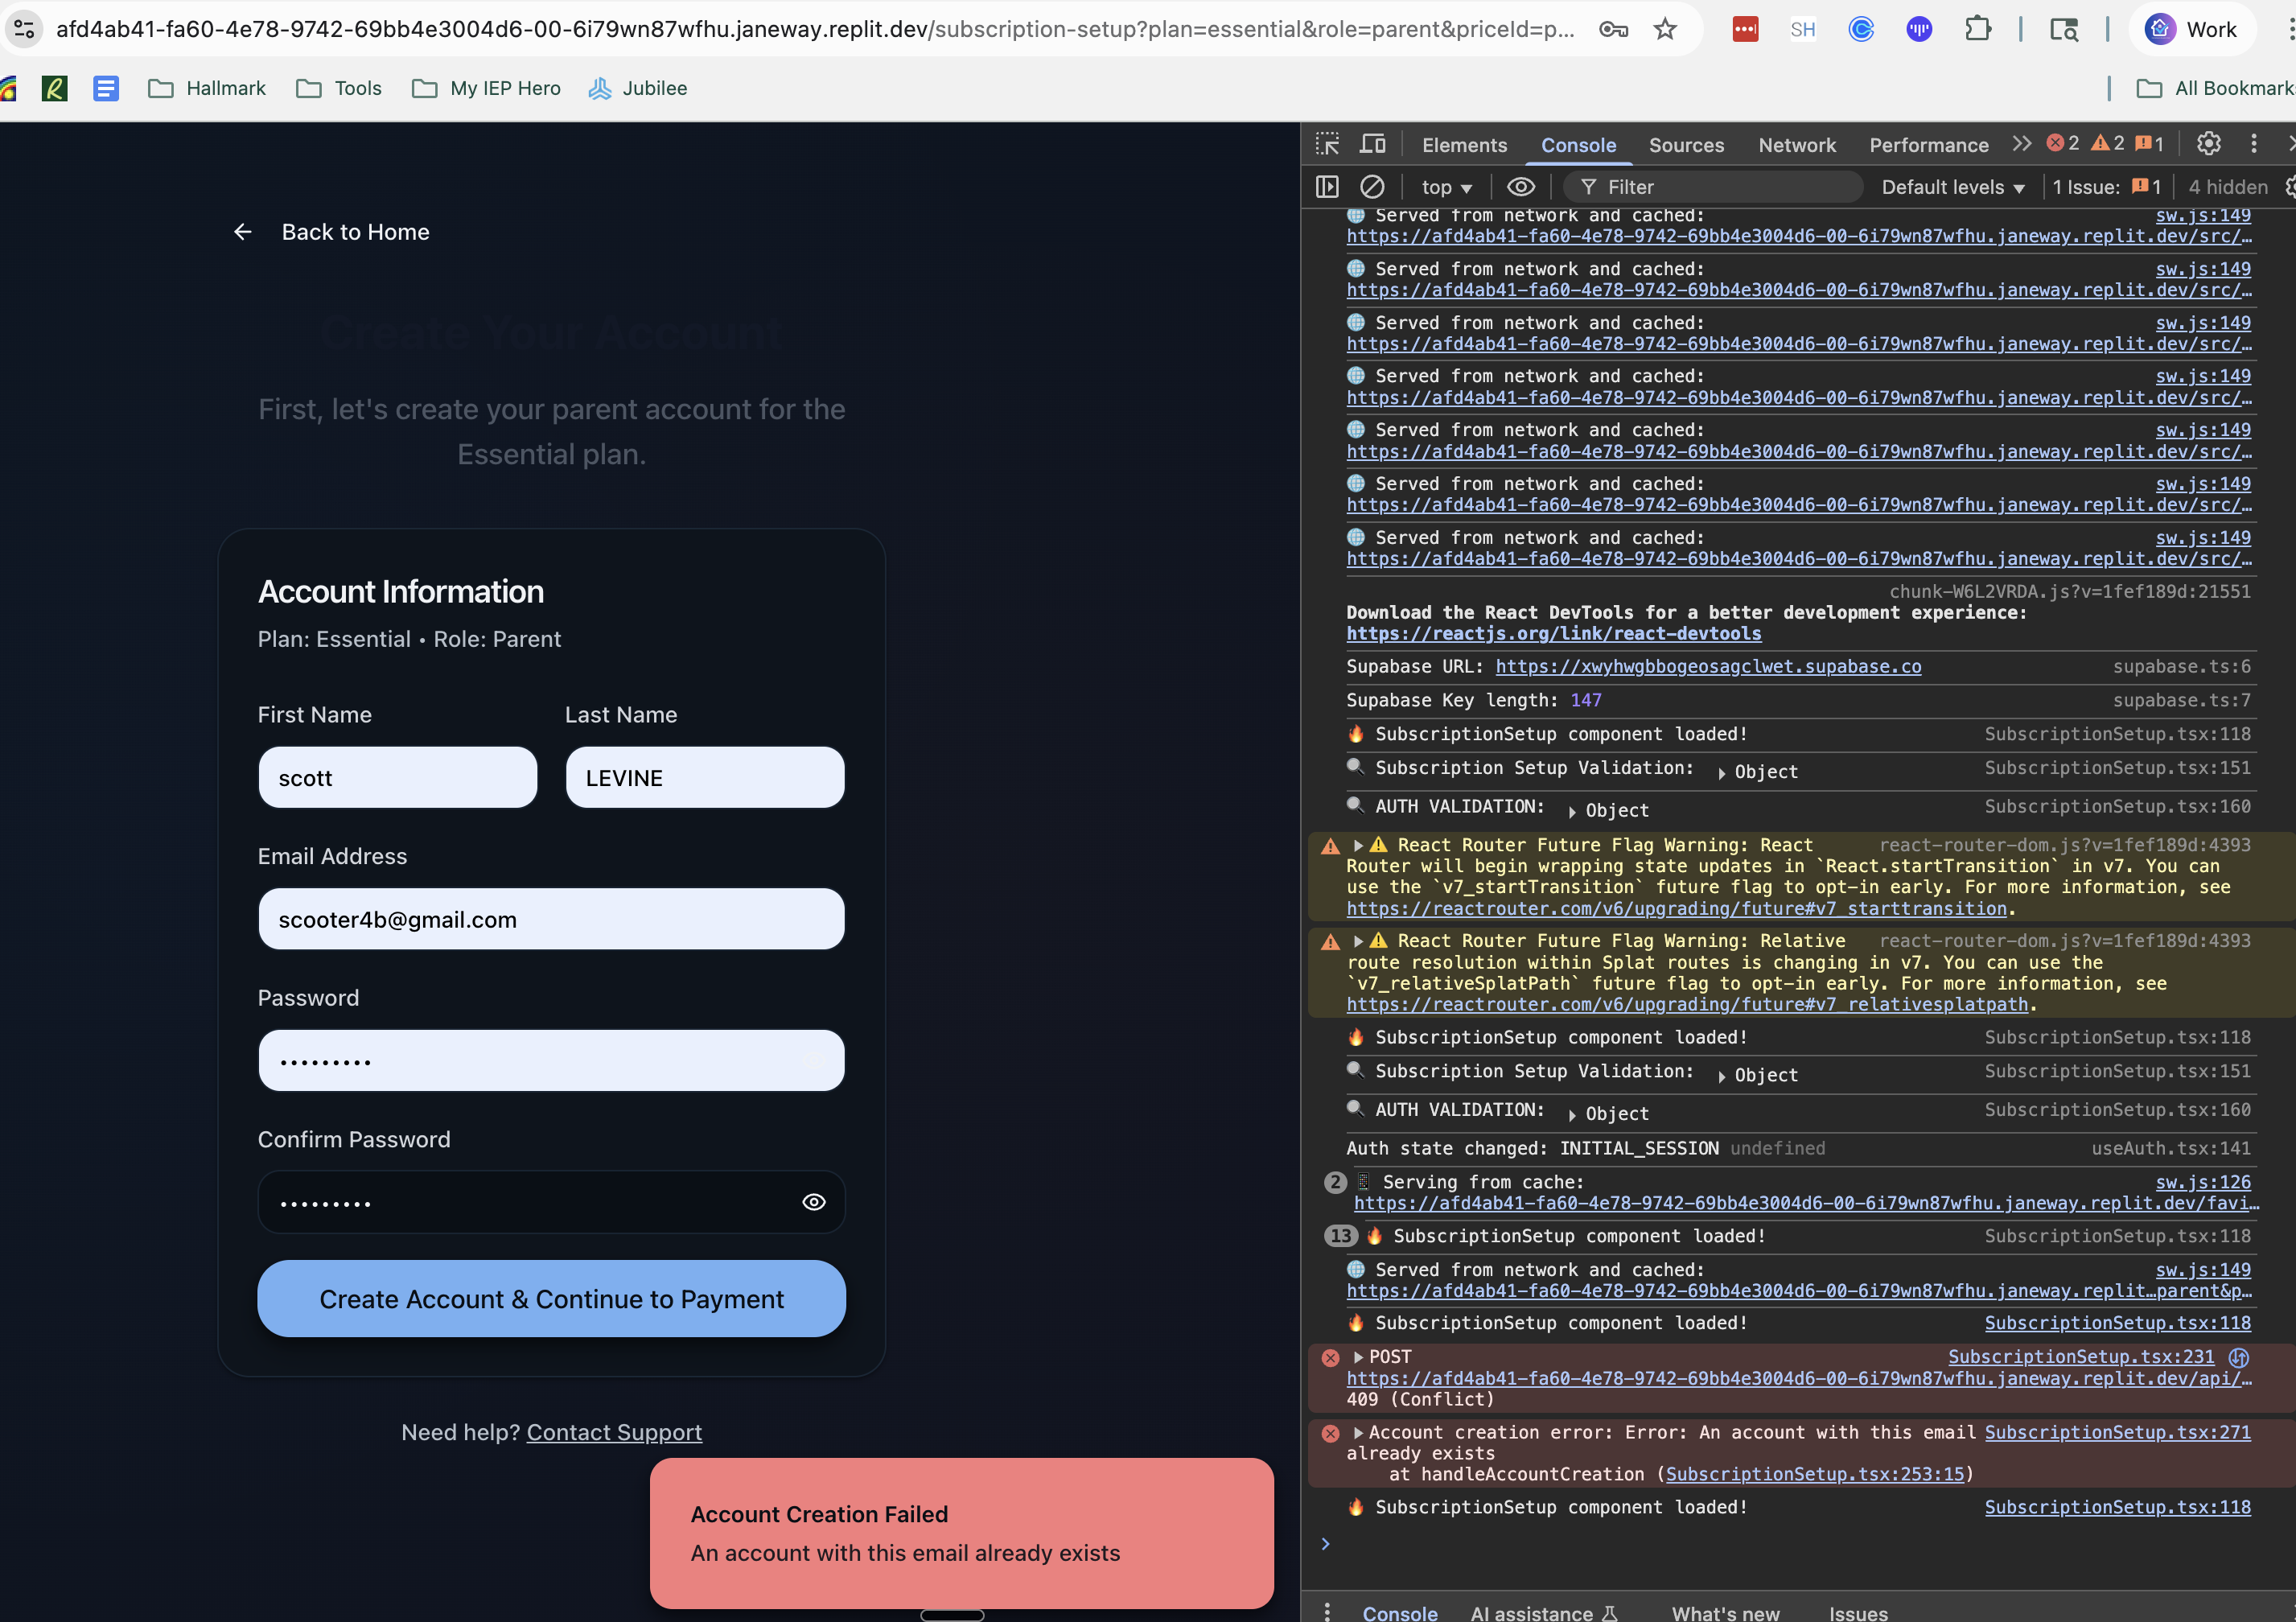 afd4ab41-fa60-4e78-9742-69bb4e3004d6-00-6i79wn87wfhu.janeway.replit.dev/subscription-setup?plan=essential&role=parent&priceId=p...
SH
Work
Hallmark
Tools
My IEP Hero
Jubilee
All Bookmark
Back to Home
Create Your Account
First, let's create your parent account for the
Essential plan.
Account Information
Plan: Essential • Role: Parent
First Name
Last Name
scott
LEVINE
Email Address
scooter4b@gmail.com
Password
•••••••••
Confirm Password
•••••••••
Create Account & Continue to Payment
Need help? Contact Support
Account Creation Failed
An account with this email already exists
Elements Console Sources Network Performance 2 2 1
top Filter Default levels 1 Issue: 1 4 hidden
Served from network and cached: sw.js:149
https://afd4ab41-fa60-4e78-9742-69bb4e3004d6-00-6i79wn87wfhu.janeway.replit.dev/src/…
Served from network and cached: sw.js:149
https://afd4ab41-fa60-4e78-9742-69bb4e3004d6-00-6i79wn87wfhu.janeway.replit.dev/src/…
Served from network and cached: sw.js:149
https://afd4ab41-fa60-4e78-9742-69bb4e3004d6-00-6i79wn87wfhu.janeway.replit.dev/src/…
Served from network and cached: sw.js:149
https://afd4ab41-fa60-4e78-9742-69bb4e3004d6-00-6i79wn87wfhu.janeway.replit.dev/src/…
Served from network and cached: sw.js:149
https://afd4ab41-fa60-4e78-9742-69bb4e3004d6-00-6i79wn87wfhu.janeway.replit.dev/src/…
Served from network and cached: sw.js:149
https://afd4ab41-fa60-4e78-9742-69bb4e3004d6-00-6i79wn87wfhu.janeway.replit.dev/src/…
Served from network and cached: sw.js:149
https://afd4ab41-fa60-4e78-9742-69bb4e3004d6-00-6i79wn87wfhu.janeway.replit.dev/src/…
chunk-W6L2VRDA.js?v=1fef189d:21551
Download the React DevTools for a better development experience:
https://reactjs.org/link/react-devtools
Supabase URL: https://xwyhwgbbogeosagclwet.supabase.co supabase.ts:6
Supabase Key length: 147 supabase.ts:7
🔥 SubscriptionSetup component loaded! SubscriptionSetup.tsx:118
🔍 Subscription Setup Validation: Object SubscriptionSetup.tsx:151
🔍 AUTH VALIDATION: Object SubscriptionSetup.tsx:160
⚠️ React Router Future Flag Warning: React react-router-dom.js?v=1fef189d:4393
Router will begin wrapping state updates in `React.startTransition` in v7. You can
use the `v7_startTransition` future flag to opt-in early. For more information, see
https://reactrouter.com/v6/upgrading/future#v7_starttransition.
⚠️ React Router Future Flag Warning: Relative react-router-dom.js?v=1fef189d:4393
route resolution within Splat routes is changing in v7. You can use the
`v7_relativeSplatPath` future flag to opt-in early. For more information, see
https://reactrouter.com/v6/upgrading/future#v7_relativesplatpath.
🔥 SubscriptionSetup component loaded! SubscriptionSetup.tsx:118
🔍 Subscription Setup Validation: Object SubscriptionSetup.tsx:151
🔍 AUTH VALIDATION: Object SubscriptionSetup.tsx:160
Auth state changed: INITIAL_SESSION undefined useAuth.tsx:141
2 Serving from cache: sw.js:126
https://afd4ab41-fa60-4e78-9742-69bb4e3004d6-00-6i79wn87wfhu.janeway.replit.dev/favi…
13 🔥 SubscriptionSetup component loaded! SubscriptionSetup.tsx:118
Served from network and cached: sw.js:149
https://afd4ab41-fa60-4e78-9742-69bb4e3004d6-00-6i79wn87wfhu.janeway.replit…parent&p…
🔥 SubscriptionSetup component loaded! SubscriptionSetup.tsx:118
POST SubscriptionSetup.tsx:231
https://afd4ab41-fa60-4e78-9742-69bb4e3004d6-00-6i79wn87wfhu.janeway.replit.dev/api/…
409 (Conflict)
Account creation error: Error: An account with this email SubscriptionSetup.tsx:271
already exists
at handleAccountCreation (SubscriptionSetup.tsx:253:15)
🔥 SubscriptionSetup component loaded! SubscriptionSetup.tsx:118
Console AI assistance What's new Issues